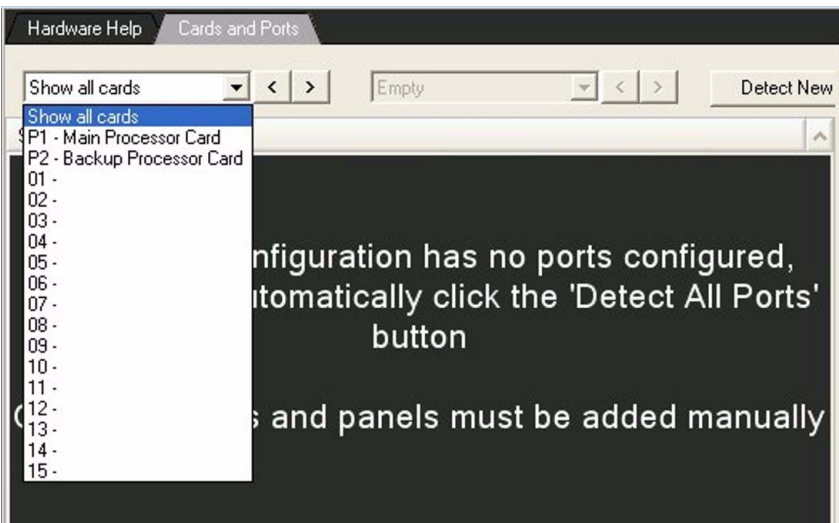 Hardware Help Cards and Ports
Show all cards < > Empty < > Detect New
Show all cards
P1 - Main Processor Card
P2 - Backup Processor Card
01 -
02 -
03 -
04 -
05 -
06 -
07 -
08 -
09 -
10 -
11 -
12 -
13 -
14 -
15 -
nfiguration has no ports configured,
tomatically click the 'Detect All Ports'
button
and panels must be added manually